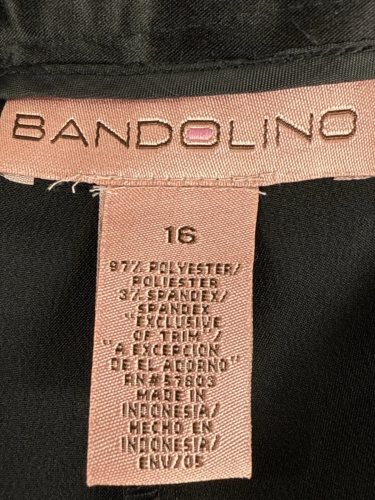 BANDOLINO
16
97% POLYESTER/
POLIESTER
3% SPANDEX/
SPANDEX
"EXCLUSIVE
OF TRIM"/
"A EXCEPCION
DE EL ADORNO"
RN#57803
MADE IN
INDONESIA/
HECHO EN
INDONESIA/
ENV/05